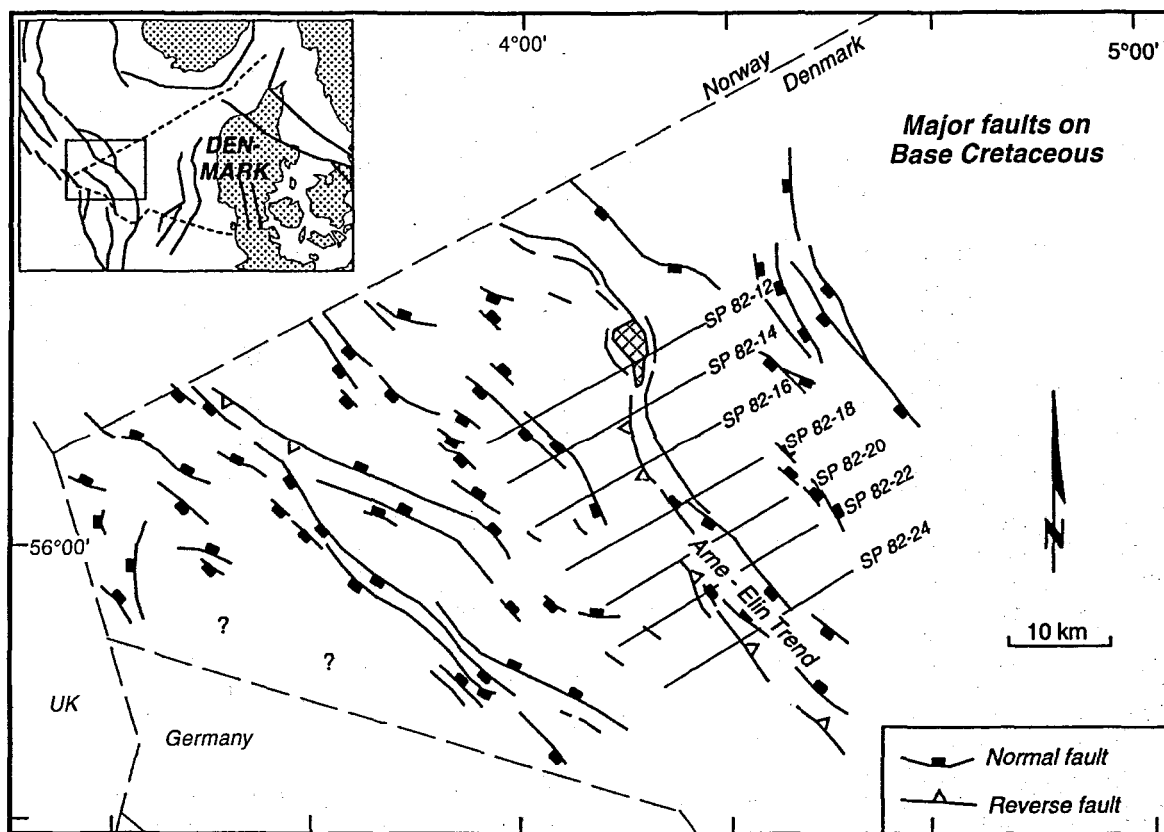 4°00'
5°00'
Norway
Denmark
DEN-
MARK
Major faults on
Base Cretaceous
SP 82-12
SP 82-14
SP 82-16
SP 82-18
SP 82-20
SP 82-22
SP 82-24
56°00'
Arne - Elin Trend
N
10 km
?
?
UK
Germany
Normal fault
Reverse fault